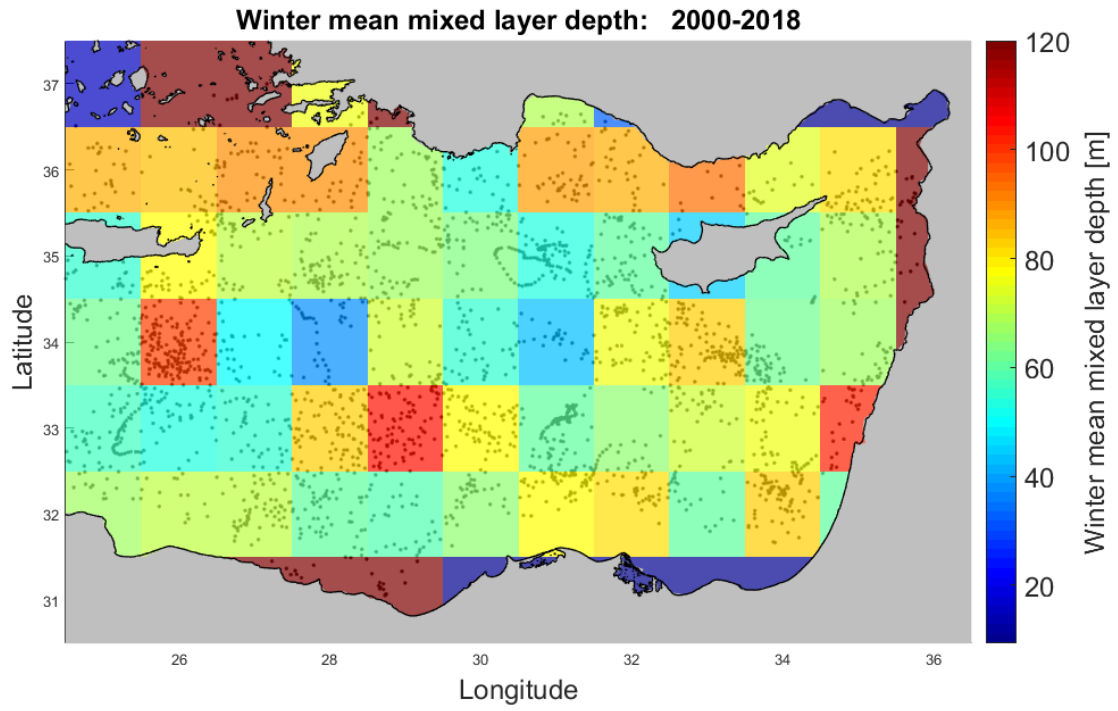 Winter mean mixed layer depth: 2000-2018
120
100
80
60
40
20
Winter mean mixed layer depth [m]
37
36
35
34
33
32
31
Latitude
26 28 30 32 34 36
Longitude